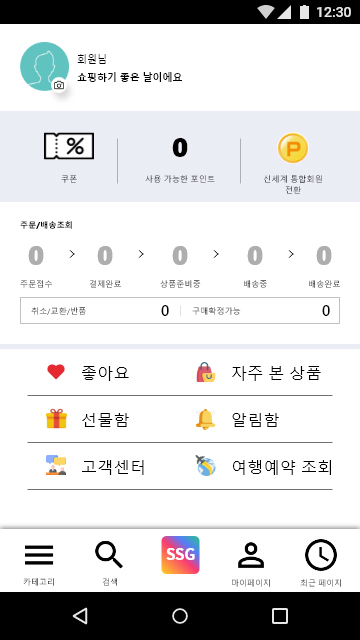 12:30
회원님
쇼핑하기 좋은 날이에요
%
0
P
쿠폰
사용 가능한 포인트
신세계 통합회원
전환
주문/배송조회
0 > 0 > 0 > 0 > 0
주문접수 결제완료 상품준비중 배송중 배송완료
취소/교환/반품 0 구매확정가능 0
좋아요 자주 본 상품
선물함 알림함
고객센터 여행예약 조회
SSG
카테고리 검색 마이페이지 최근 페이지